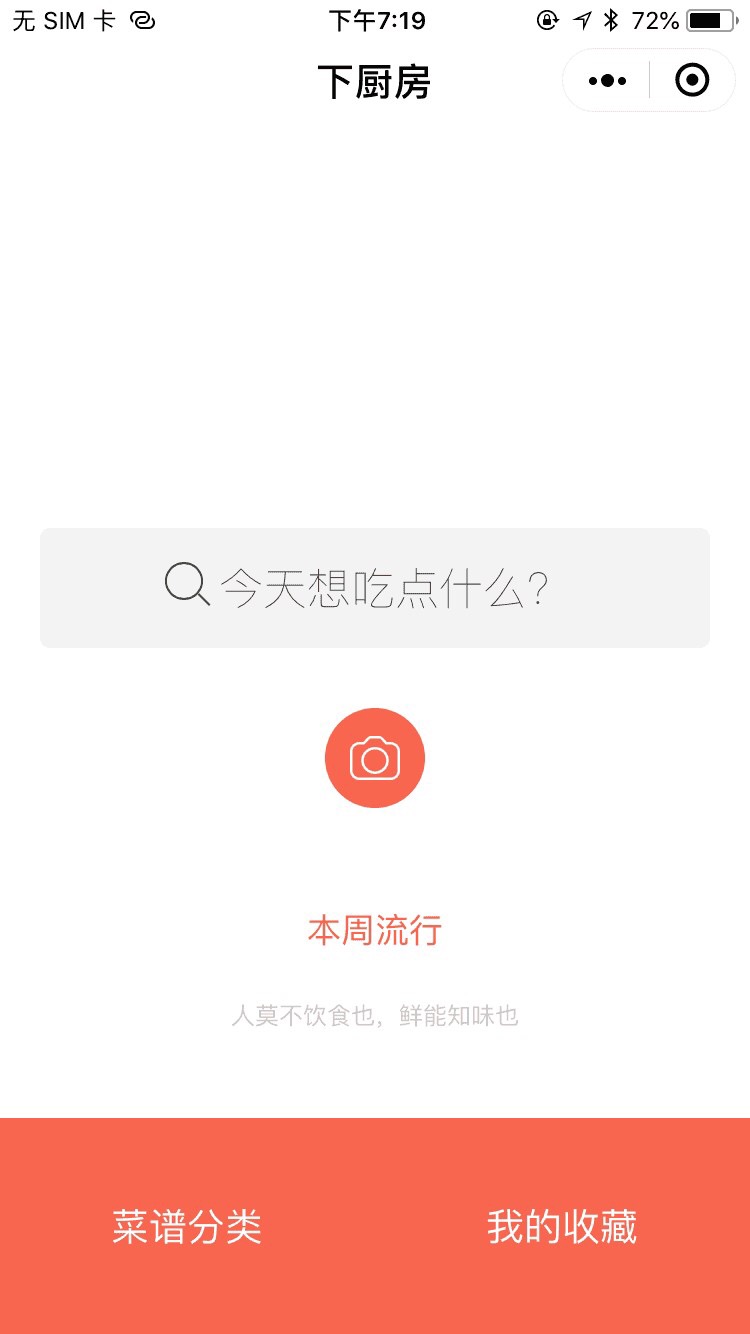 无 SIM 卡
下午7:19
72%
下厨房
今天想吃点什么？
本周流行
人莫不饮食也，鲜能知味也
菜谱分类
我的收藏